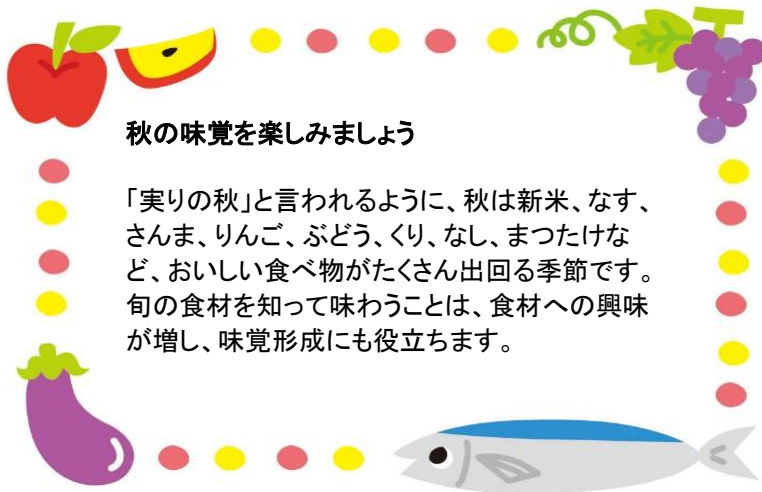 秋の味覚を楽しみましょう
「実りの秋」と言われるように、秋は新米、なす、
さんま、りんご、ぶどう、くり、なし、まつたけな
ど、おいしい食べ物がたくさん出回る季節です。
旬の食材を知って味わうことは、食材への興味
が増し、味覚形成にも役立ちます。